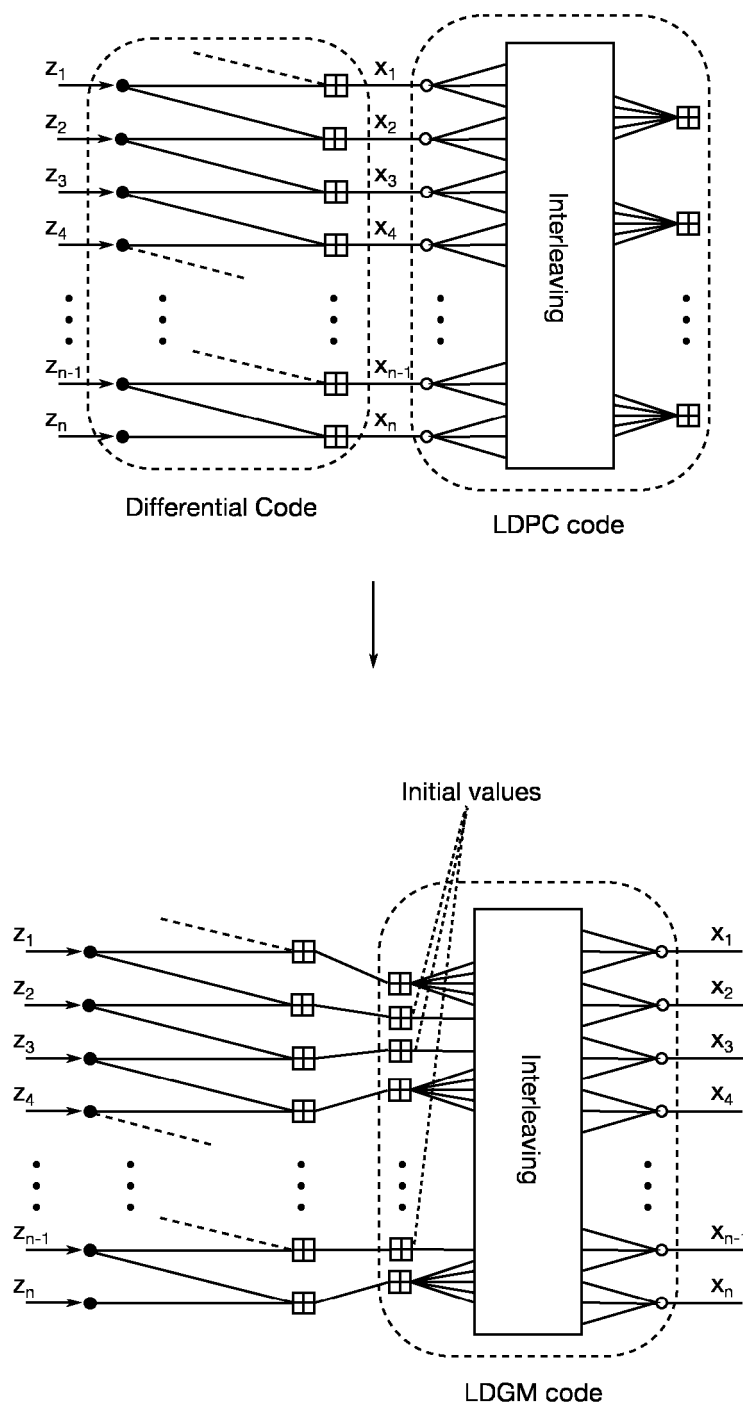 z₁ x₁
z₂ x₂
z₃ x₃
z₄ x₄
Interleaving
zₙ₋₁ xₙ₋₁
zₙ xₙ
Differential Code
LDPC code
Initial values
z₁ x₁
z₂ x₂
z₃ x₃
z₄ x₄
Interleaving
zₙ₋₁ xₙ₋₁
zₙ xₙ
LDGM code